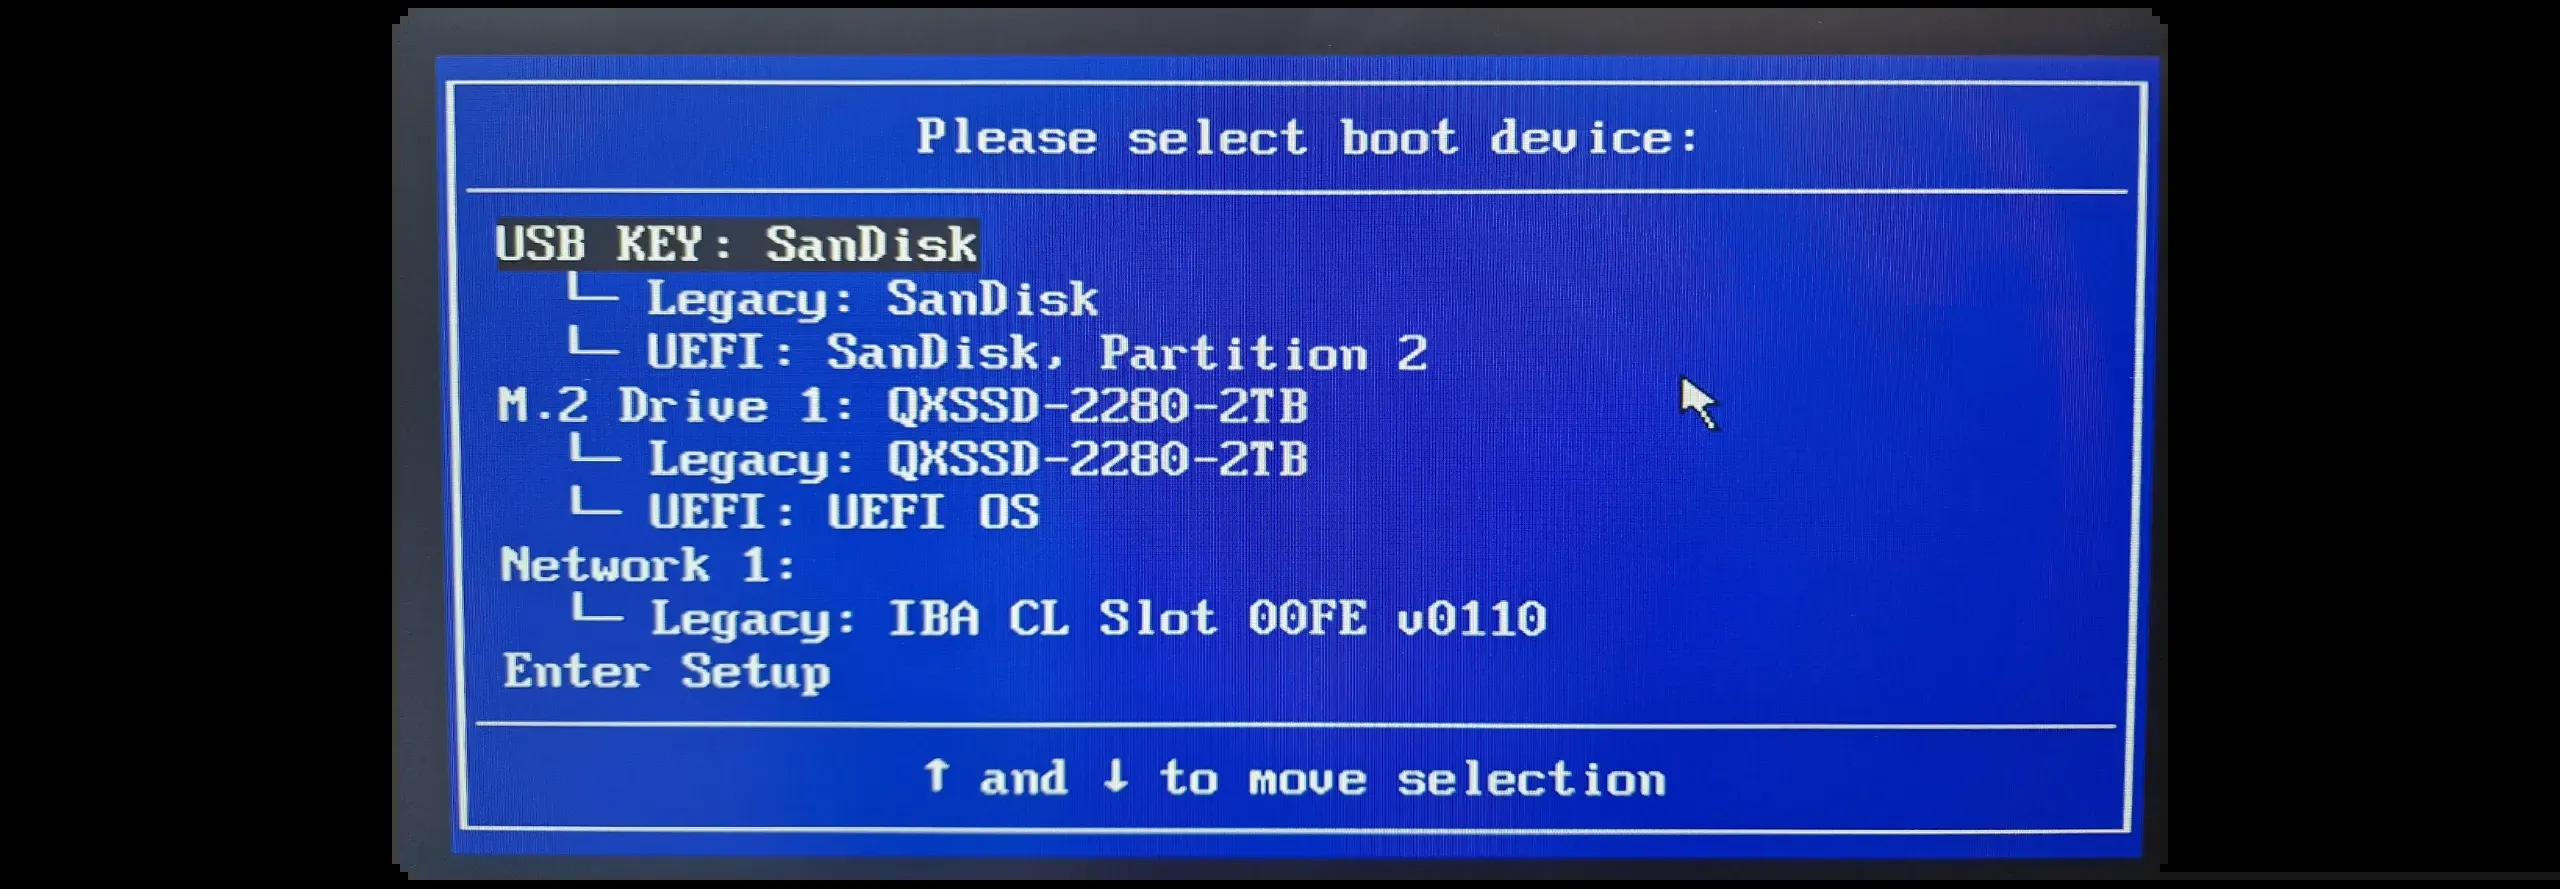 Please select boot device:
USB KEY: SanDisk
└─ Legacy: SanDisk
└─ UEFI: SanDisk, Partition 2
M.2 Drive 1: QXSSD-2280-2TB
└─ Legacy: QXSSD-2280-2TB
└─ UEFI: UEFI OS
Network 1:
└─ Legacy: IBA CL Slot 00FE v0110
Enter Setup
↑ and ↓ to move selection